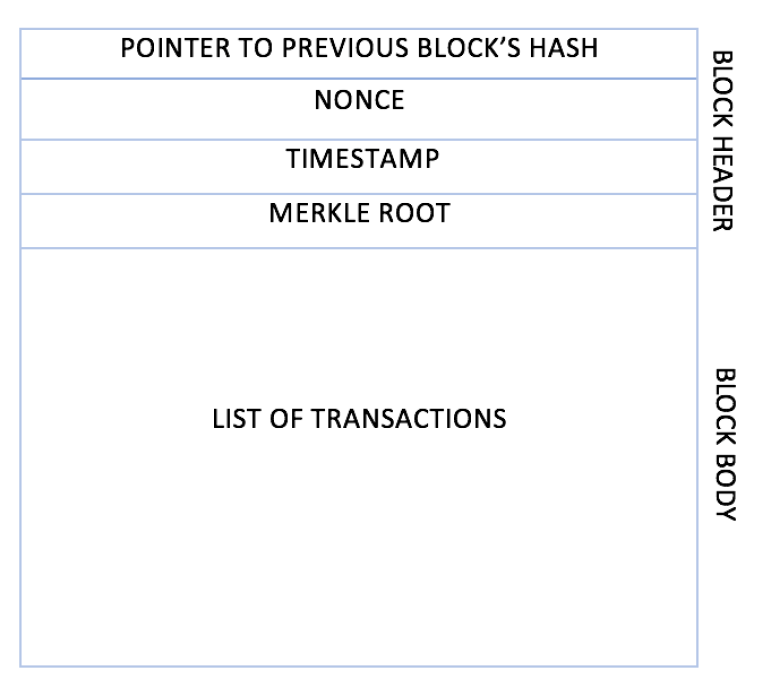 POINTER TO PREVIOUS BLOCK’S HASH
NONCE
TIMESTAMP
MERKLE ROOT
BLOCK HEADER
LIST OF TRANSACTIONS
BLOCK BODY